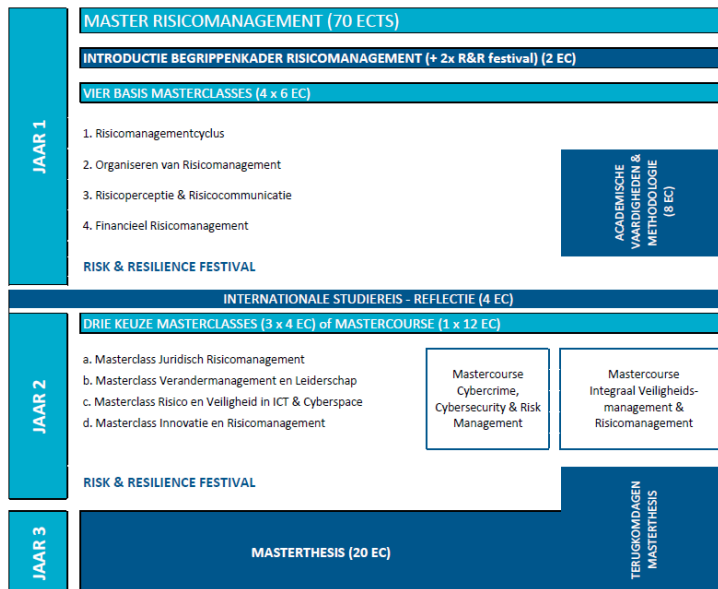 MASTER RISICOMANAGEMENT (70 ECTS)
INTRODUCTIE BEGRIPPENKADER RISICOMANAGEMENT (+ 2x R&R festival) (2 EC)
VIER BASIS MASTERCLASSES (4 x 6 EC)
JAAR 1
1. Risicomanagementcyclus
2. Organiseren van Risicomanagement
3. Risicoperceptie & Risicocommunicatie
4. Financieel Risicomanagement
ACADEMISCHE
VAARDIGHEDEN &
METHODOLOGIE
(8 EC)
RISK & RESILIENCE FESTIVAL
INTERNATIONALE STUDIEREIS - REFLECTIE (4 EC)
DRIE KEUZE MASTERCLASSES (3 x 4 EC) of MASTERCOURSE (1 x 12 EC)
JAAR 2
a. Masterclass Juridisch Risicomanagement
b. Masterclass Verandermanagement en Leiderschap
c. Masterclass Risico en Veiligheid in ICT & Cyberspace
d. Masterclass Innovatie en Risicomanagement
Mastercourse
Cybercrime,
Cybersecurity & Risk
Management
Mastercourse
Integraal Veiligheids-
management &
Risicomanagement
RISK & RESILIENCE FESTIVAL
JAAR 3
MASTERTHESIS (20 EC)
TERUGKOMDAGEN
MASTERTHESIS